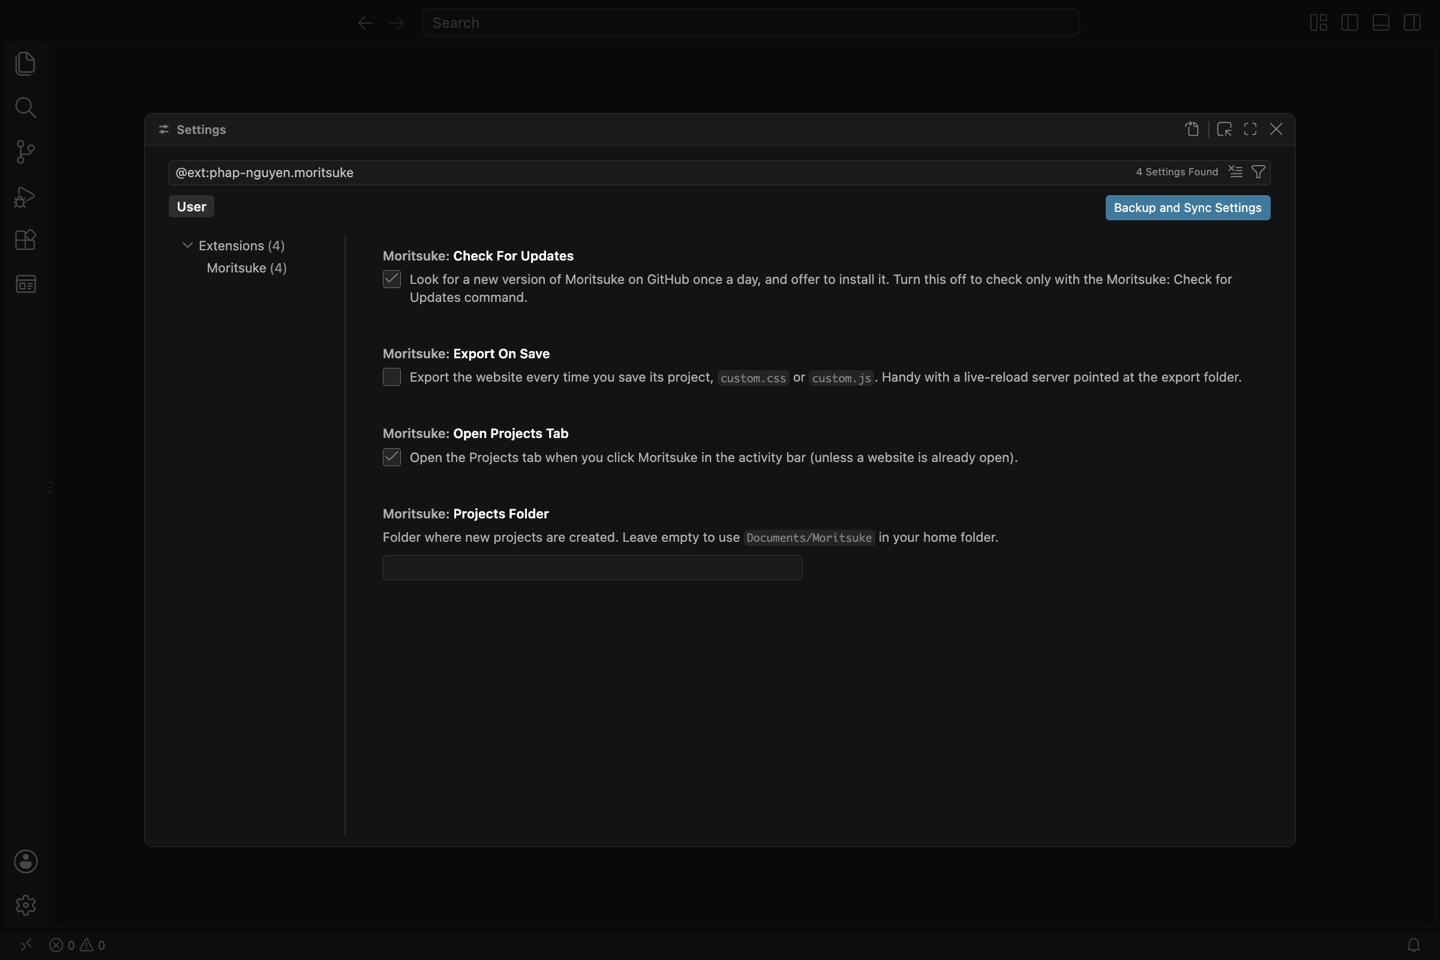 Search
Settings
@ext:phap-nguyen.moritsuke
4 Settings Found
User
Backup and Sync Settings
Extensions (4)
Moritsuke (4)
Moritsuke: Check For Updates
Look for a new version of Moritsuke on GitHub once a day, and offer to install it. Turn this off to check only with the Moritsuke: Check for
Updates command.
Moritsuke: Export On Save
Export the website every time you save its project, custom.css or custom.js. Handy with a live-reload server pointed at the export folder.
Moritsuke: Open Projects Tab
Open the Projects tab when you click Moritsuke in the activity bar (unless a website is already open).
Moritsuke: Projects Folder
Folder where new projects are created. Leave empty to use Documents/Moritsuke in your home folder.
0 0